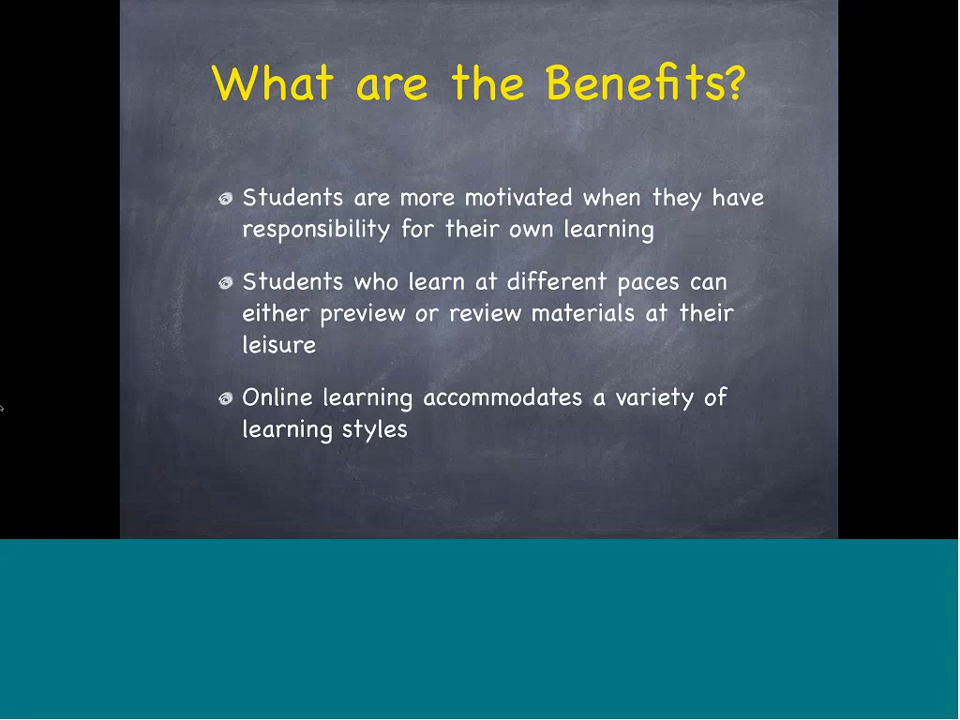 What are the Benefits?
Students are more motivated when they have
responsibility for their own learning
Students who learn at different paces can
either preview or review materials at their
leisure
Online learning accommodates a variety of
learning styles